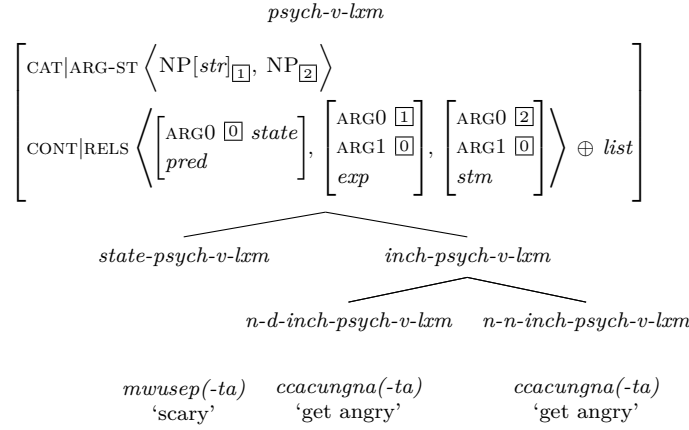 psych-v-lxm
CAT|ARG-ST ⟨NP[str]₁, NP₂⟩
CONT|RELS ⟨[ARG0 0 state pred], [ARG0 1 ARG1 0 exp], [ARG0 2 ARG1 0 stm]⟩ ⊕ list
state-psych-v-lxm inch-psych-v-lxm
n-d-inch-psych-v-lxm n-n-inch-psych-v-lxm
mwusep(-ta) ccacungna(-ta) ccacungna(-ta)
‘scary’ ‘get angry’ ‘get angry’